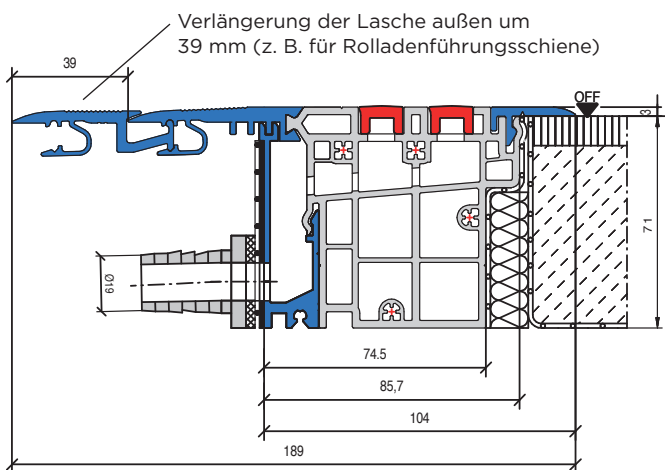 Verlängerung der Lasche außen um
39 mm (z. B. für Rolladenführungsschiene)
39
OFF
3
71
Ø19
74.5
85,7
104
189